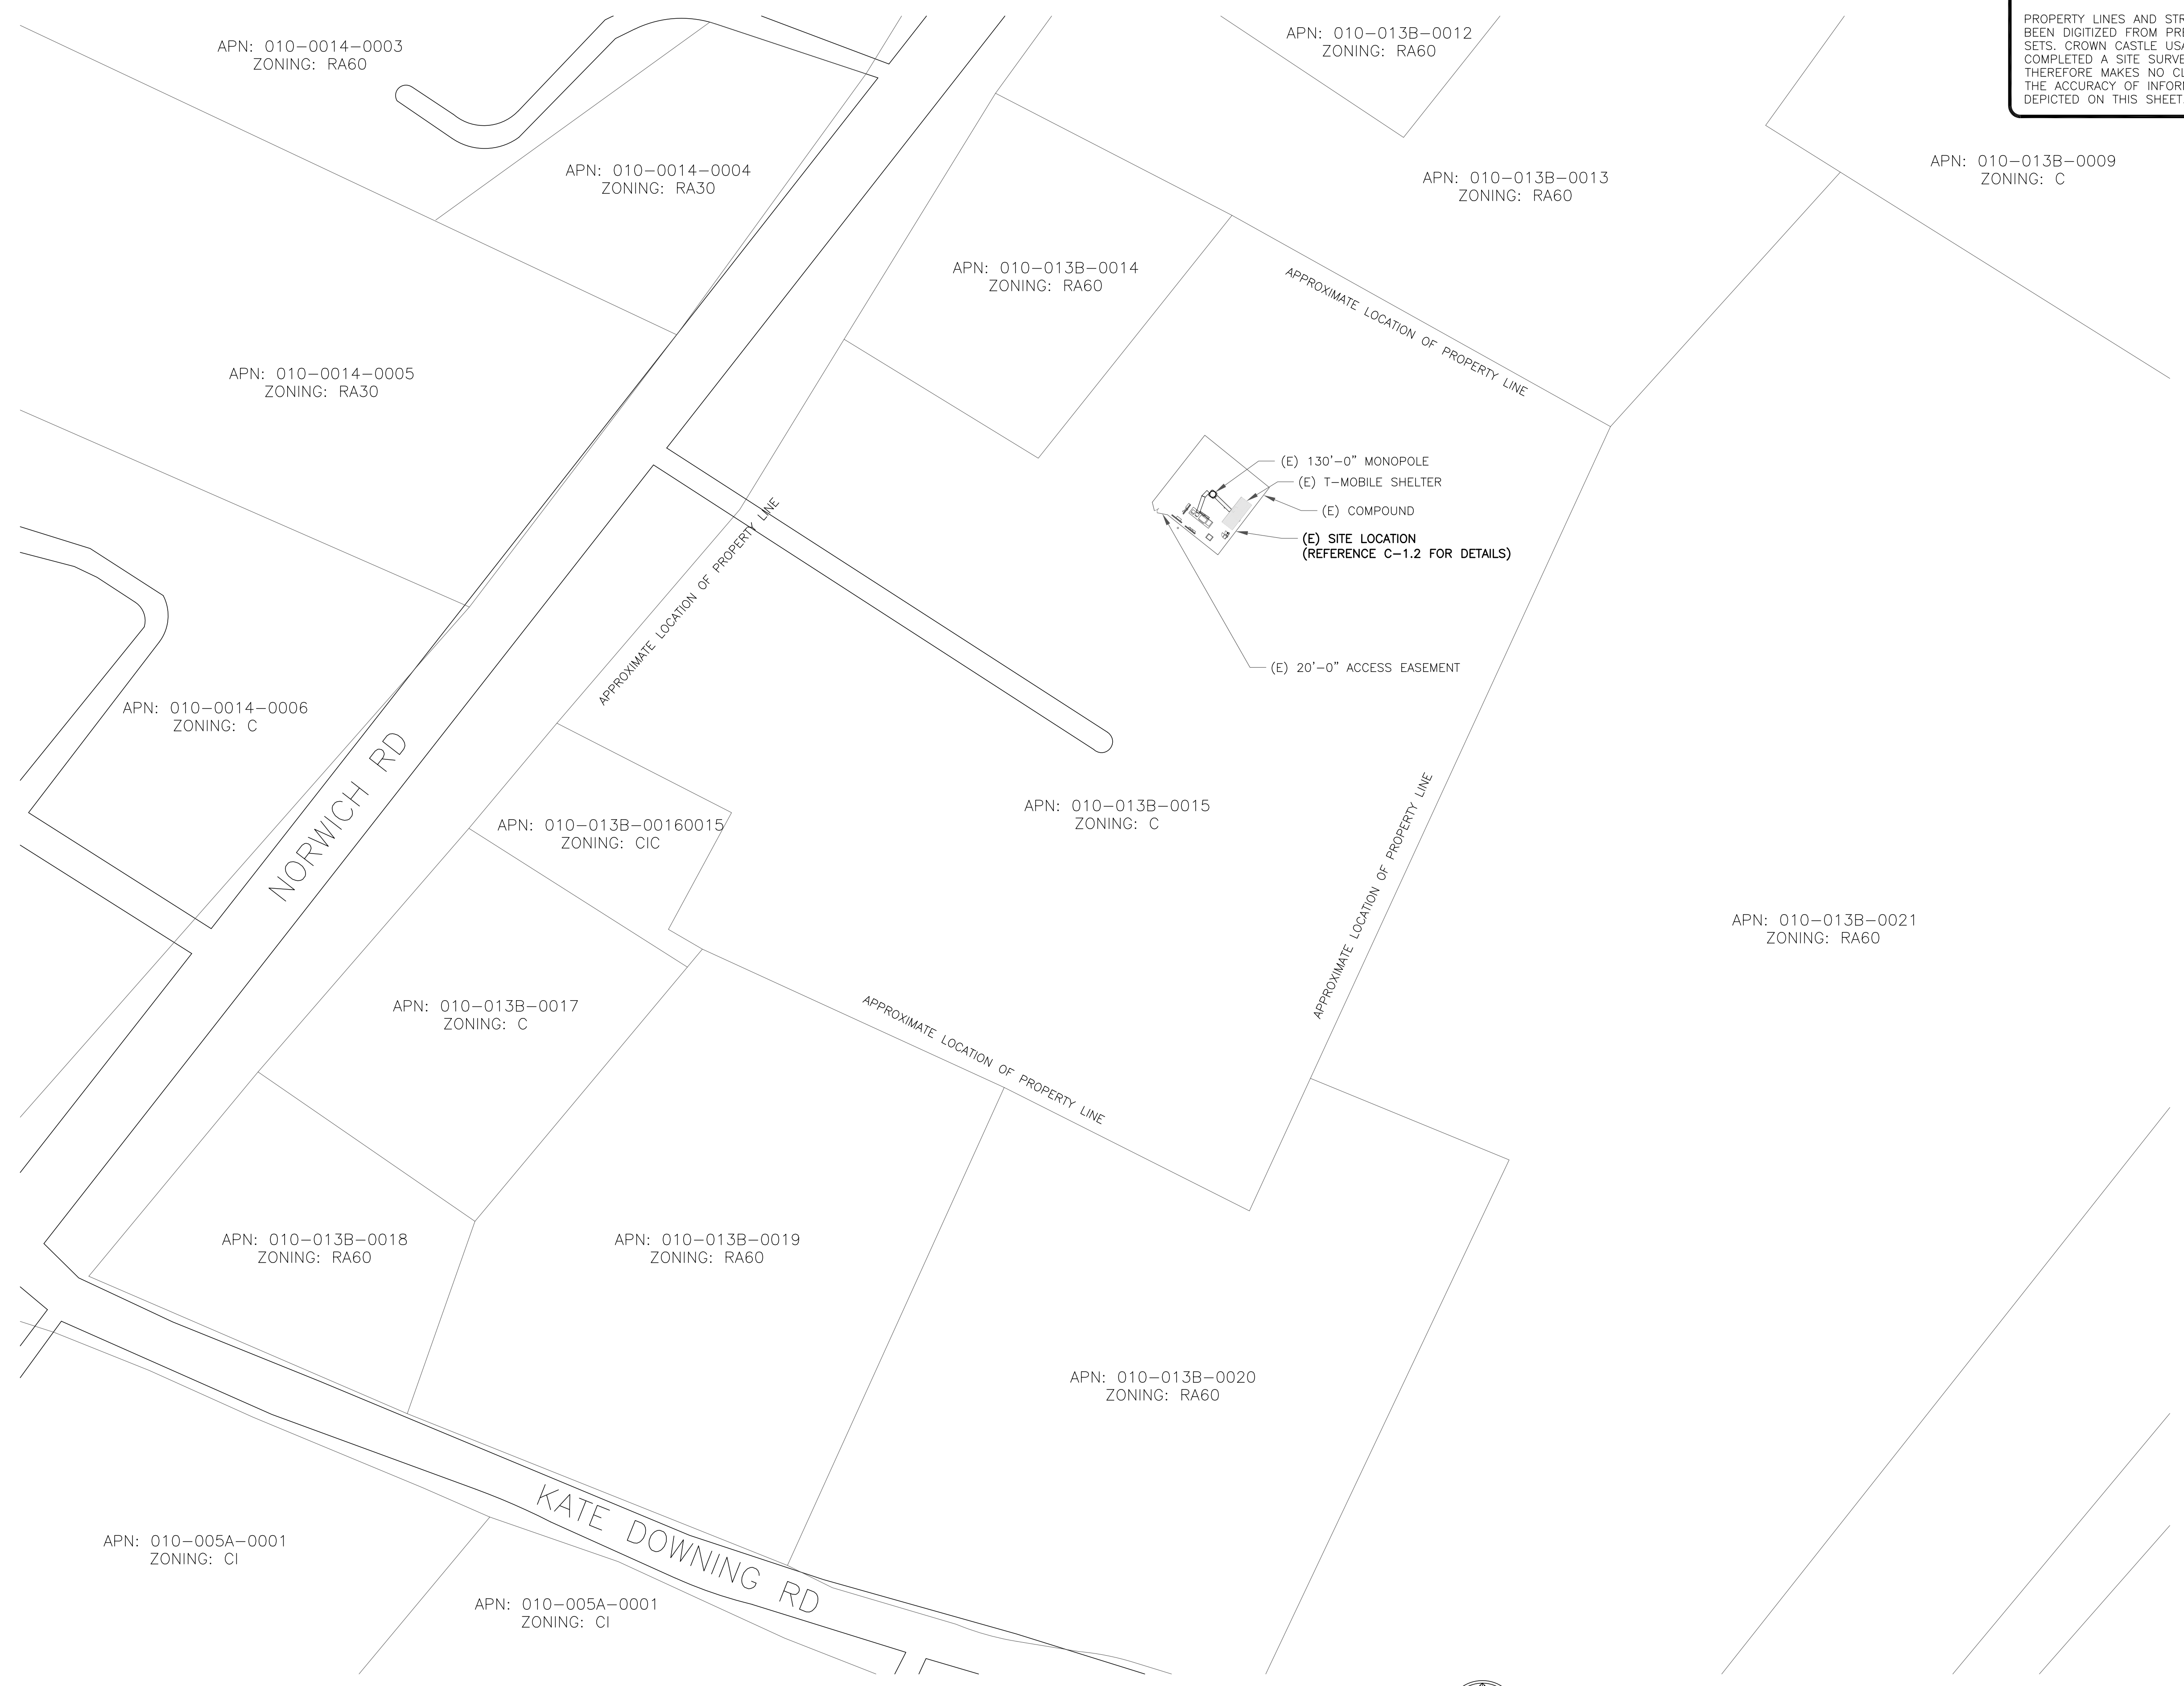 PROPERTY LINES AND
BEEN DIGITIZED FROM
SETS. CROWN CASTLE
COMPLETED A SITE
THEREFORE MAKES NO
THE ACCURACY OF
DEPICTED ON THIS SHEET
APN: 010-0014-0003
ZONING: RA60
APN: 010-013B-0012
ZONING: RA60
APN: 010-0014-0004
ZONING: RA30
APN: 010-013B-0013
ZONING: RA60
APN: 010-013B-0009
ZONING: C
APN: 010-013B-0014
ZONING: RA60
APPROXIMATE LOCATION OF PROPERTY LINE
APN: 010-0014-0005
ZONING: RA30
(E) 130'-0" MONOPOLE
(E) T-MOBILE SHELTER
(E) COMPOUND
(E) SITE LOCATION
(REFERENCE C-1.2 FOR DETAILS)
APPROXIMATE LOCATION OF PROPERTY LINE
(E) 20'-0" ACCESS EASEMENT
APN: 010-0014-0006
ZONING: C
NORWICH RD
APN: 010-013B-00160015
ZONING: CIC
APN: 010-013B-0015
ZONING: C
APPROXIMATE LOCATION OF PROPERTY LINE
APN: 010-013B-0021
ZONING: RA60
APN: 010-013B-0017
ZONING: C
APPROXIMATE LOCATION OF PROPERTY LINE
APN: 010-013B-0018
ZONING: RA60
APN: 010-013B-0019
ZONING: RA60
APN: 010-013B-0020
ZONING: RA60
KATE DOWNING RD
APN: 010-005A-0001
ZONING: CI
APN: 010-005A-0001
ZONING: CI